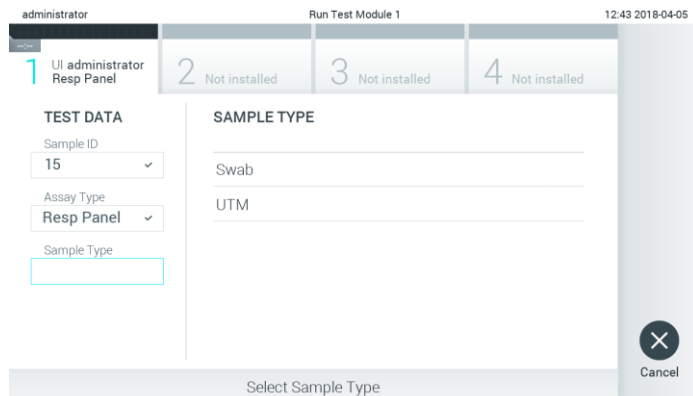 administrator Run Test Module 1 12:43 2018-04-05
--:--
1 UI administrator
Resp Panel
2 Not installed
3 Not installed
4 Not installed
TEST DATA
Sample ID
15
Assay Type
Resp Panel
Sample Type
SAMPLE TYPE
Swab
UTM
Cancel
Select Sample Type